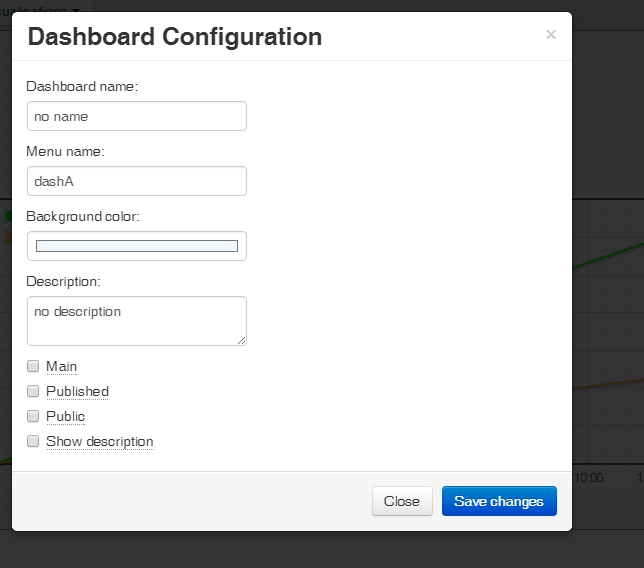 Dashboard Configuration ×
Dashboard name:
no name
Menu name:
dashA
Background color:
Description:
no description
Main
Published
Public
Show description
10:00
Close
Save changes